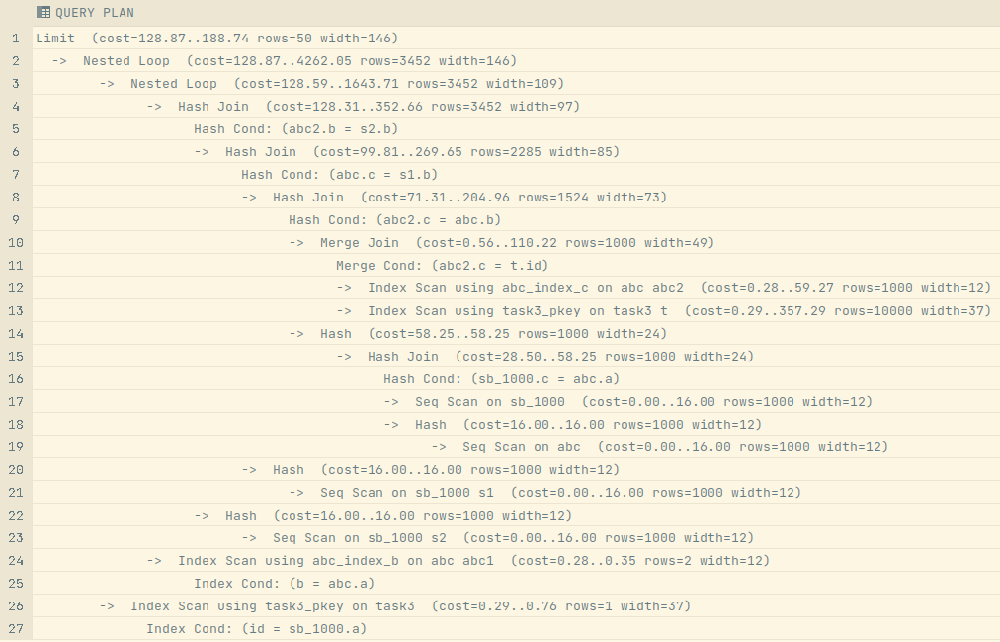 QUERY PLAN
1 Limit  (cost=128.87..188.74 rows=50 width=146)
2   ->  Nested Loop  (cost=128.87..4262.05 rows=3452 width=146)
3         ->  Nested Loop  (cost=128.59..1643.71 rows=3452 width=109)
4               ->  Hash Join  (cost=128.31..352.66 rows=3452 width=97)
5                     Hash Cond: (abc2.b = s2.b)
6                     ->  Hash Join  (cost=99.81..269.65 rows=2285 width=85)
7                           Hash Cond: (abc.c = s1.b)
8                           ->  Hash Join  (cost=71.31..204.96 rows=1524 width=73)
9                                 Hash Cond: (abc2.c = abc.b)
10                                 ->  Merge Join  (cost=0.56..110.22 rows=1000 width=49)
11                                       Merge Cond: (abc2.c = t.id)
12                                       ->  Index Scan using abc_index_c on abc abc2  (cost=0.28..59.27 rows=1000 width=12)
13                                       ->  Index Scan using task3_pkey on task3 t  (cost=0.29..357.29 rows=10000 width=37)
14                                 ->  Hash  (cost=58.25..58.25 rows=1000 width=24)
15                                       ->  Hash Join  (cost=28.50..58.25 rows=1000 width=24)
16                                             Hash Cond: (sb_1000.c = abc.a)
17                                             ->  Seq Scan on sb_1000  (cost=0.00..16.00 rows=1000 width=12)
18                                             ->  Hash  (cost=16.00..16.00 rows=1000 width=12)
19                                                   ->  Seq Scan on abc  (cost=0.00..16.00 rows=1000 width=12)
20                           ->  Hash  (cost=16.00..16.00 rows=1000 width=12)
21                                 ->  Seq Scan on sb_1000 s1  (cost=0.00..16.00 rows=1000 width=12)
22                     ->  Hash  (cost=16.00..16.00 rows=1000 width=12)
23                           ->  Seq Scan on sb_1000 s2  (cost=0.00..16.00 rows=1000 width=12)
24               ->  Index Scan using abc_index_b on abc abc1  (cost=0.28..0.35 rows=2 width=12)
25                     Index Cond: (b = abc.a)
26         ->  Index Scan using task3_pkey on task3  (cost=0.29..0.76 rows=1 width=37)
27               Index Cond: (id = sb_1000.a)